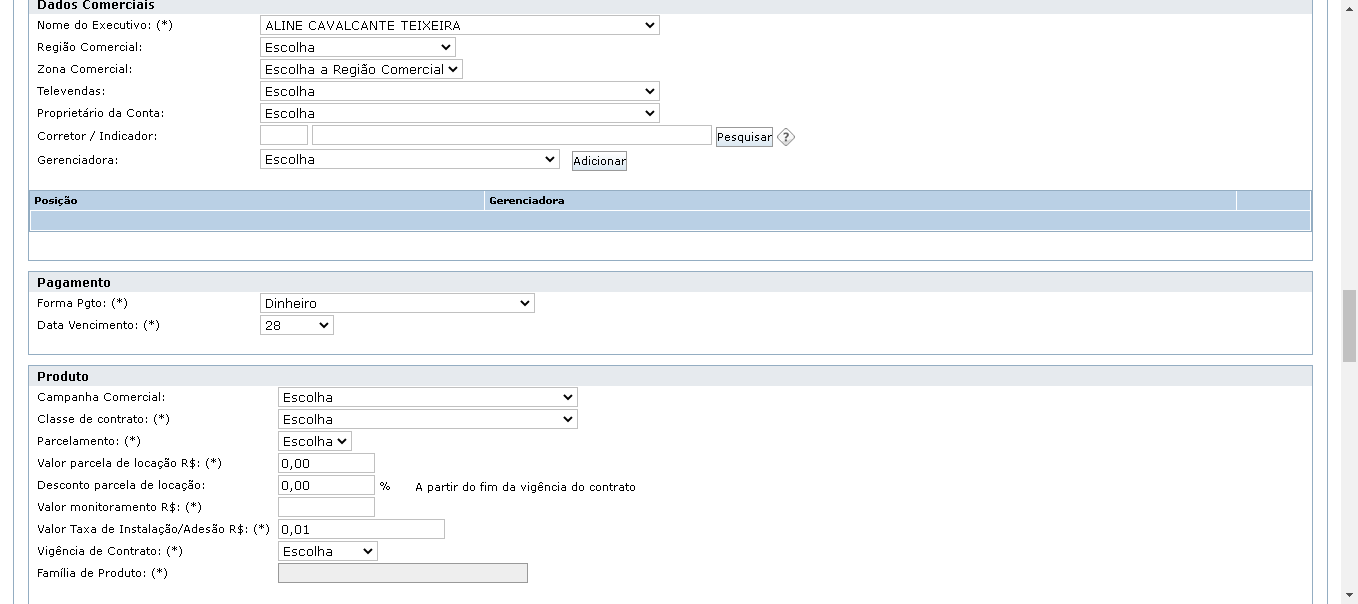 Dados Comerciais
Nome do Executivo: (*) ALINE CAVALCANTE TEIXEIRA
Região Comercial: Escolha
Zona Comercial: Escolha a Região Comercial
Televendas: Escolha
Proprietário da Conta: Escolha
Corretor / Indicador: Pesquisar ?
Gerenciadora: Escolha Adicionar
Posição Gerenciadora
Pagamento
Forma Pgto: (*) Dinheiro
Data Vencimento: (*) 28
Produto
Campanha Comercial: Escolha
Classe de contrato: (*) Escolha
Parcelamento: (*) Escolha
Valor parcela de locação R$: (*) 0,00
Desconto parcela de locação: 0,00 % A partir do fim da vigência do contrato
Valor monitoramento R$: (*)
Valor Taxa de Instalação/Adesão R$: (*) 0,01
Vigência de Contrato: (*) Escolha
Família de Produto: (*)